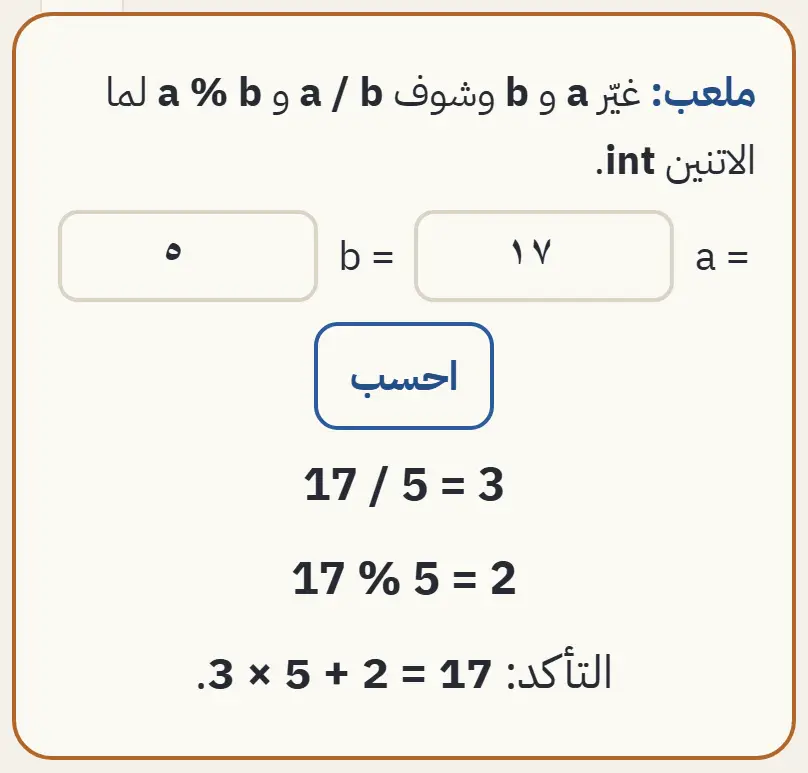 ملعب: غيّر a و b وشوف a / b و a % b لما
الاتنين int.
a = ١٧ b = ٥
احسب
17 / 5 = 3
17 % 5 = 2
التأكد: 3 × 5 + 2 = 17.